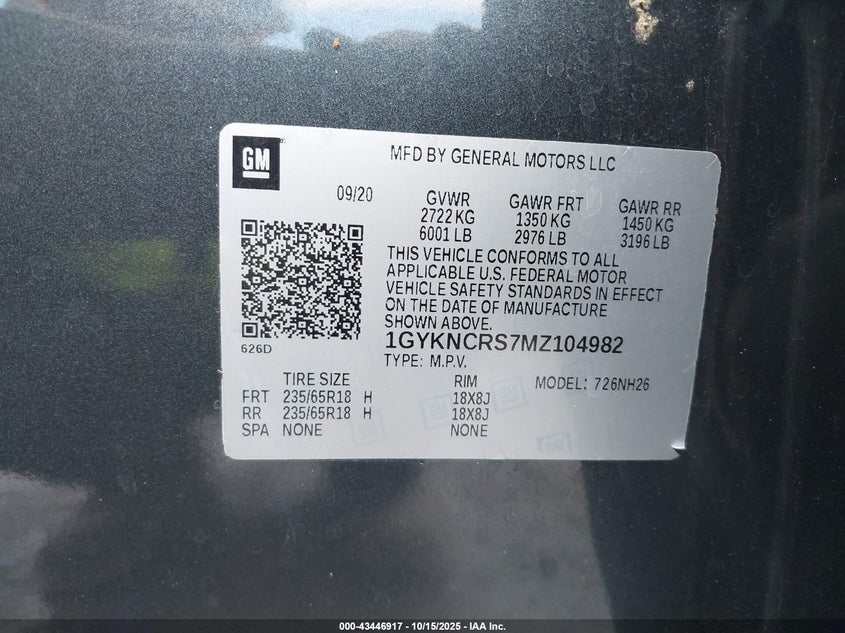 GM
MFD BY GENERAL MOTORS LLC
09/20 GVWR GAWR FRT GAWR RR
2722 KG 1350 KG 1450 KG
6001 LB 2976 LB 3196 LB
THIS VEHICLE CONFORMS TO ALL
APPLICABLE U.S. FEDERAL MOTOR
VEHICLE SAFETY STANDARDS IN EFFECT
ON THE DATE OF MANUFACTURE
SHOWN ABOVE.
626D
1GYKNCRS7MZ104982
TYPE: M.P.V.
TIRE SIZE RIM MODEL: 726NH26
FRT 235/65R18 H 18X8J
RR 235/65R18 H 18X8J
SPA NONE NONE
000-43446917 - 10/15/2025 - IAA Inc.